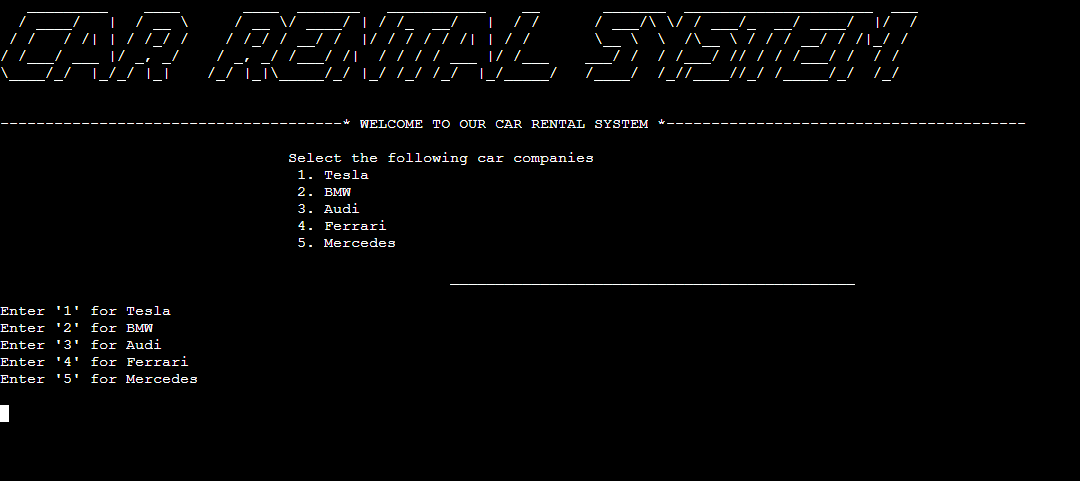 CAR RENTAL SYSTEM
-------------------------------------* WELCOME TO OUR CAR RENTAL SYSTEM *---------------------------------------
Select the following car companies
1. Tesla
2. BMW
3. Audi
4. Ferrari
5. Mercedes
Enter '1' for Tesla
Enter '2' for BMW
Enter '3' for Audi
Enter '4' for Ferrari
Enter '5' for Mercedes